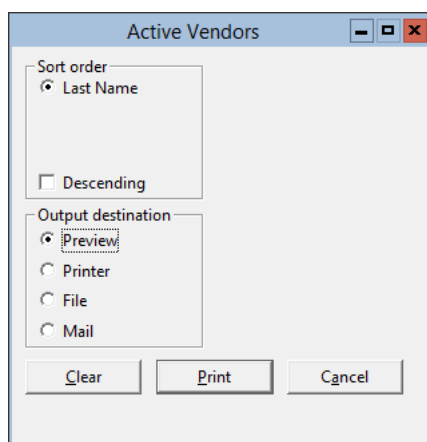 Active Vendors
Sort order
Last Name
Descending
Output destination
Preview
Printer
File
Mail
Clear Print Cancel